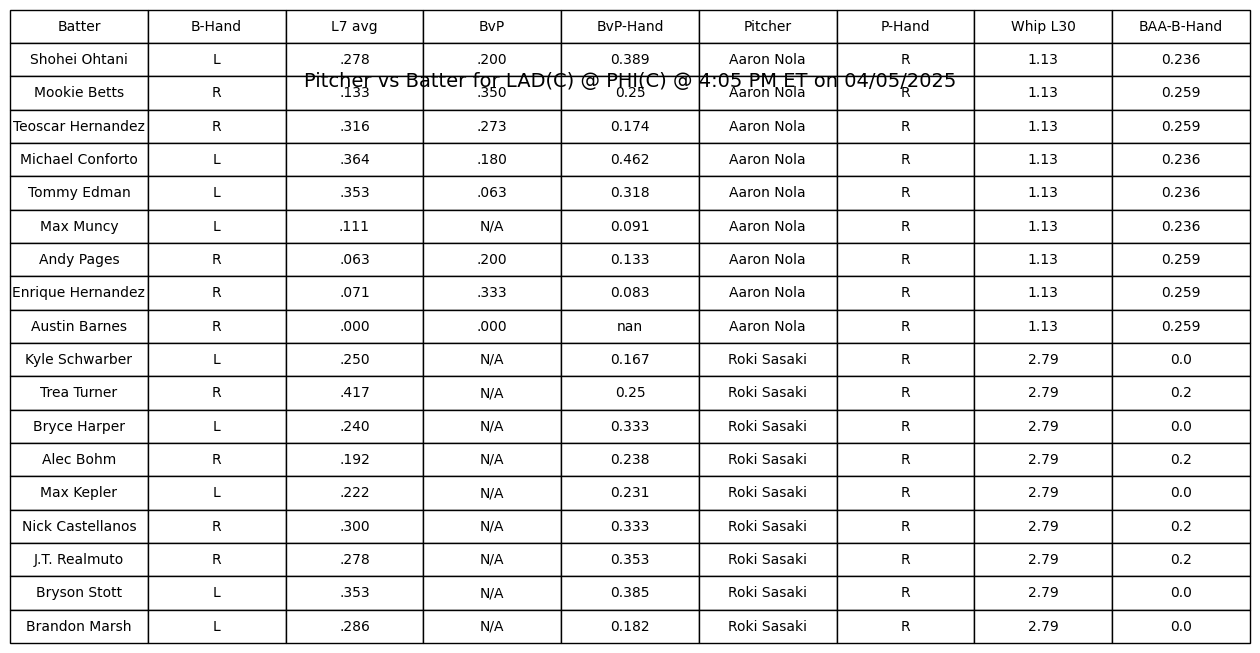 Batter B-Hand L7 avg BvP BvP-Hand Pitcher P-Hand Whip L30 BAA-B-Hand
Shohei Ohtani L .278 .200 0.389 Aaron Nola R 1.13 0.236
Pitcher vs Batter for LAD(C) @ PHI(C) @ 4:05 PM ET on 04/05/2025
Mookie Betts R .133 .350 0.25 Aaron Nola R 1.13 0.259
Teoscar Hernandez R .316 .273 0.174 Aaron Nola R 1.13 0.259
Michael Conforto L .364 .180 0.462 Aaron Nola R 1.13 0.236
Tommy Edman L .353 .063 0.318 Aaron Nola R 1.13 0.236
Max Muncy L .111 N/A 0.091 Aaron Nola R 1.13 0.236
Andy Pages R .063 .200 0.133 Aaron Nola R 1.13 0.259
Enrique Hernandez R .071 .333 0.083 Aaron Nola R 1.13 0.259
Austin Barnes R .000 .000 nan Aaron Nola R 1.13 0.259
Kyle Schwarber L .250 N/A 0.167 Roki Sasaki R 2.79 0.0
Trea Turner R .417 N/A 0.25 Roki Sasaki R 2.79 0.2
Bryce Harper L .240 N/A 0.333 Roki Sasaki R 2.79 0.0
Alec Bohm R .192 N/A 0.238 Roki Sasaki R 2.79 0.2
Max Kepler L .222 N/A 0.231 Roki Sasaki R 2.79 0.0
Nick Castellanos R .300 N/A 0.333 Roki Sasaki R 2.79 0.2
J.T. Realmuto R .278 N/A 0.353 Roki Sasaki R 2.79 0.2
Bryson Stott L .353 N/A 0.385 Roki Sasaki R 2.79 0.0
Brandon Marsh L .286 N/A 0.182 Roki Sasaki R 2.79 0.0